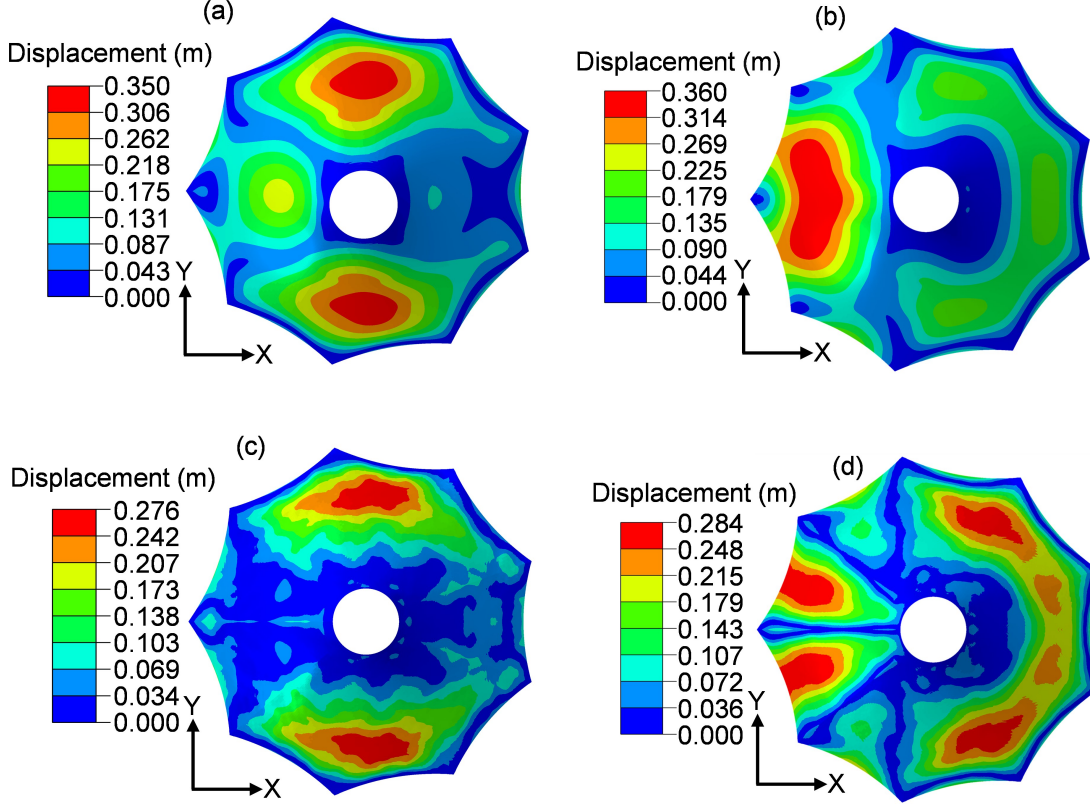 (a)
Displacement (m)
0.350
0.306
0.262
0.218
0.175
0.131
0.087
0.043
0.000
Y
X
(b)
Displacement (m)
0.360
0.314
0.269
0.225
0.179
0.135
0.090
0.044
0.000
Y
X
(c)
Displacement (m)
0.276
0.242
0.207
0.173
0.138
0.103
0.069
0.034
0.000
Y
X
(d)
Displacement (m)
0.284
0.248
0.215
0.179
0.143
0.107
0.072
0.036
0.000
Y
X